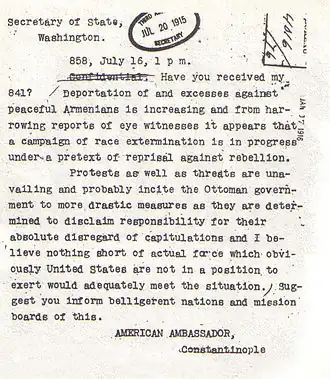 Secretary of State,
Washington.
THIRD
JUL 20 1915
SECRETARY
858, July 16, 1 p m.
Confidential. Have you received my
841? Deportation of and excesses against
peaceful Armenians is increasing and from har-
rowing reports of eye witnesses it appears that
a campaign of race extermination is in progress
under a pretext of reprisal against rebellion.
Protests as well as threats are una-
vailing and probably incite the Ottoman govern-
ment to more drastic measures as they are deter-
mined to disclaim responsibility for their
absolute disregard of capitulations and I be-
lieve nothing short of actual force which obvi-
ously United States are not in a position to
exert would adequately meet the situation. Sug-
gest you inform belligerent nations and mission
boards of this.
AMERICAN AMBASSADOR,
Constantinople